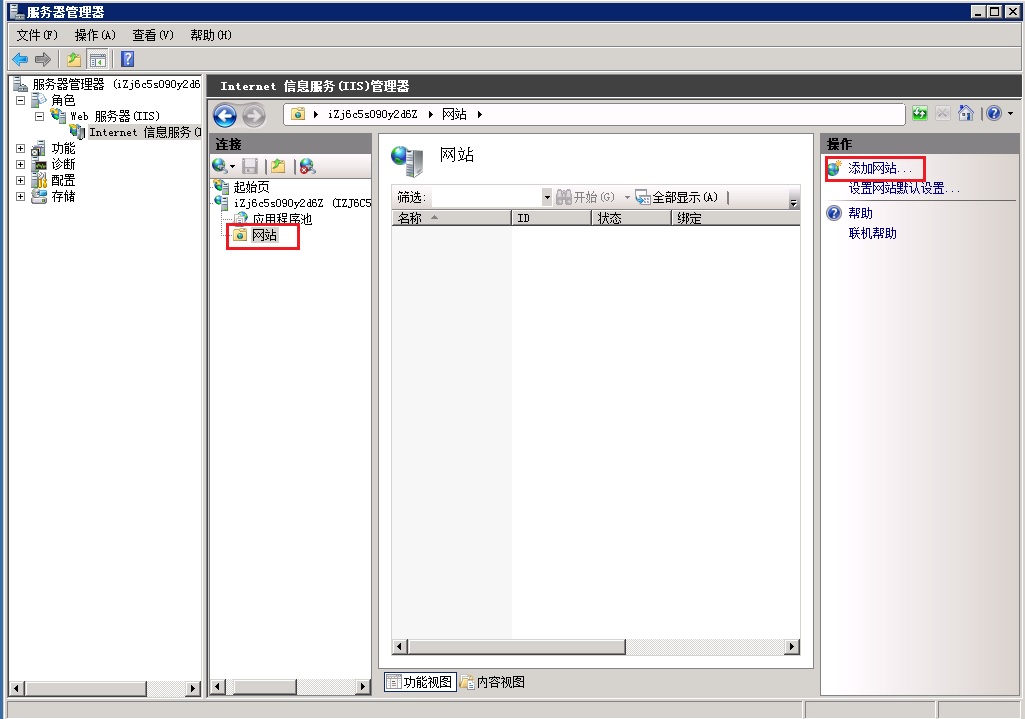 服务器管理器
文件(F) 操作(A) 查看(V) 帮助(H)
服务器管理器 (iZj6c5s090y2d6
角色
Web 服务器(IIS)
Internet 信息服务(I
功能
诊断
配置
存储
Internet 信息服务(IIS)管理器
iZj6c5s090y2d6Z 网站
连接
起始页
iZj6c5s090y2d6Z (IZJ6C5
应用程序池
网站
网站
筛选: 开始(G) 全部显示(A)
名称 ID 状态 绑定
功能视图 内容视图
操作
添加网站...
设置网站默认设置...
帮助
联机帮助